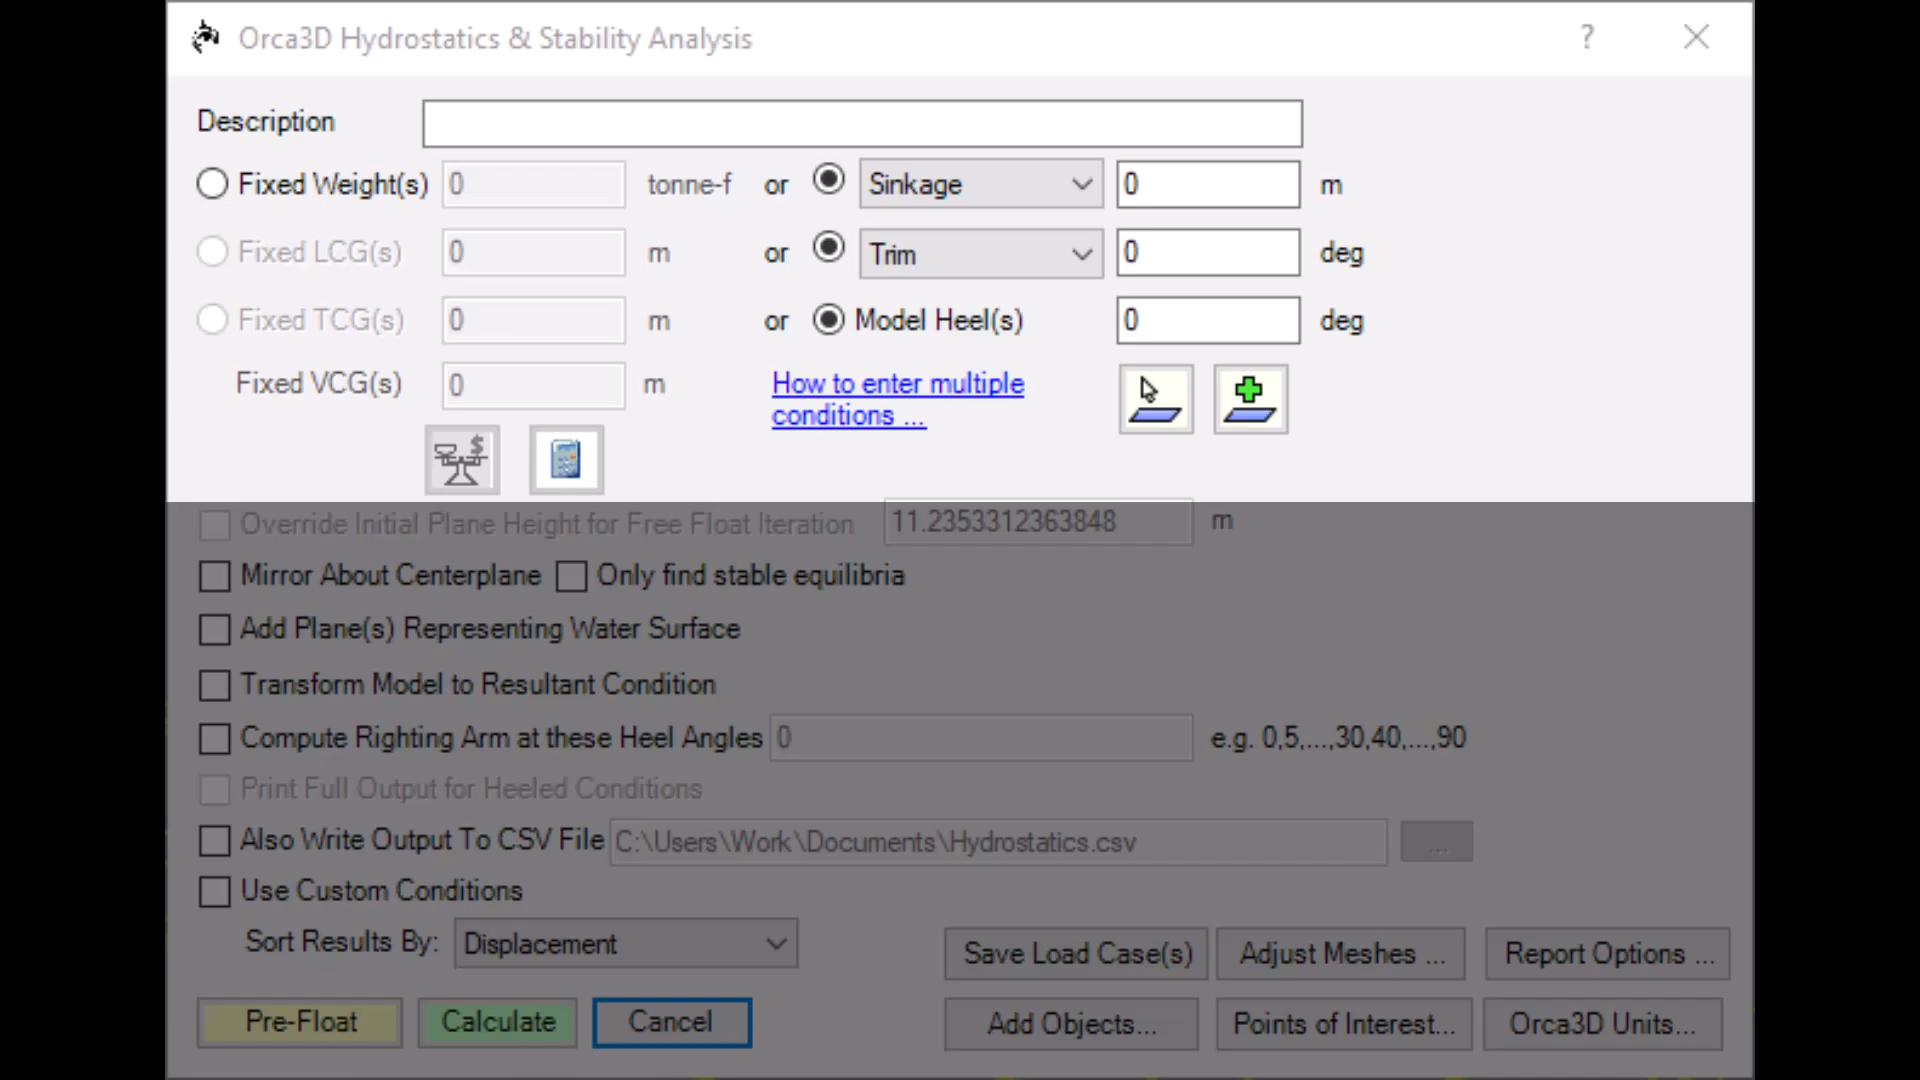 Orca3D Hydrostatics & Stability Analysis ?
Description
Fixed Weight(s) 0 tonne-f or Sinkage 0 m
Fixed LCG(s) 0 m or Trim 0 deg
Fixed TCG(s) 0 m or Model Heel(s) 0 deg
Fixed VCG(s) 0 m How to enter multiple
conditions ...
Override Initial Plane Height for Free Float Iteration 11.2353312363848 m
Mirror About Centerplane Only find stable equilibria
Add Plane(s) Representing Water Surface
Transform Model to Resultant Condition
Compute Righting Arm at these Heel Angles 0 e.g. 0,5,...,30,40,...,90
Print Full Output for Heeled Conditions
Also Write Output To CSV File C:\Users\Work\Documents\Hydrostatics.csv ...
Use Custom Conditions
Sort Results By: Displacement
Save Load Case(s) Adjust Meshes ... Report Options ...
Pre-Float Calculate Cancel Add Objects... Points of Interest... Orca3D Units...